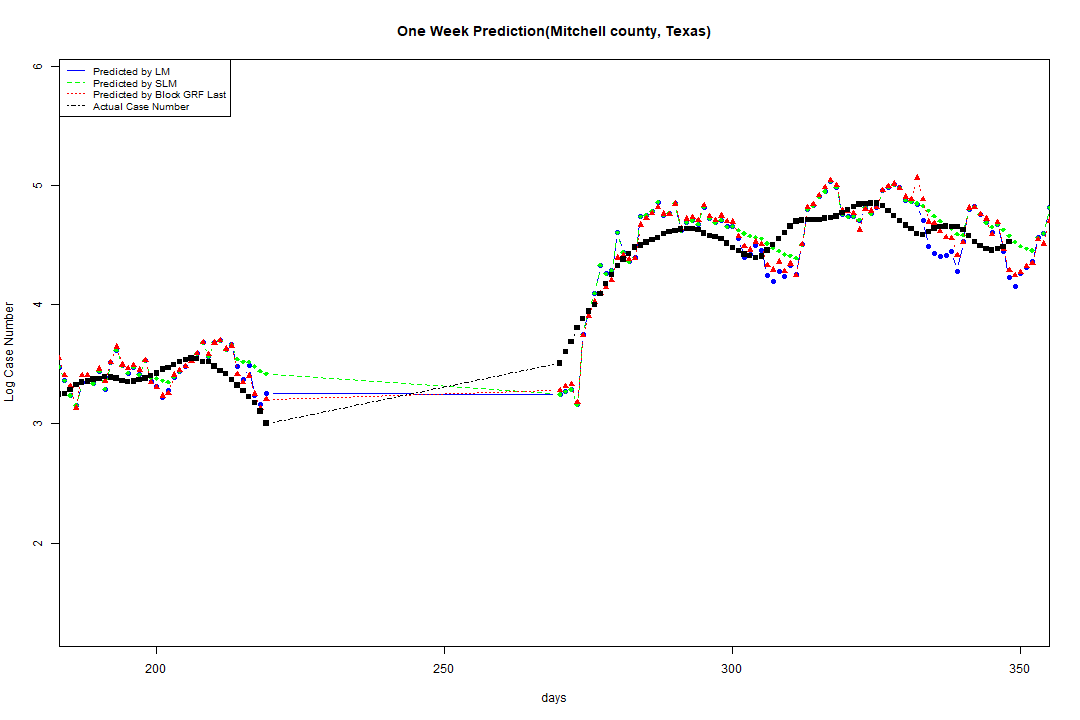 One Week Prediction(Mitchell county, Texas)
Predicted by LM
Predicted by SLM
Predicted by Block GRF Last
Actual Case Number
6
5
4
3
2
Log Case Number
200
250
300
350
days